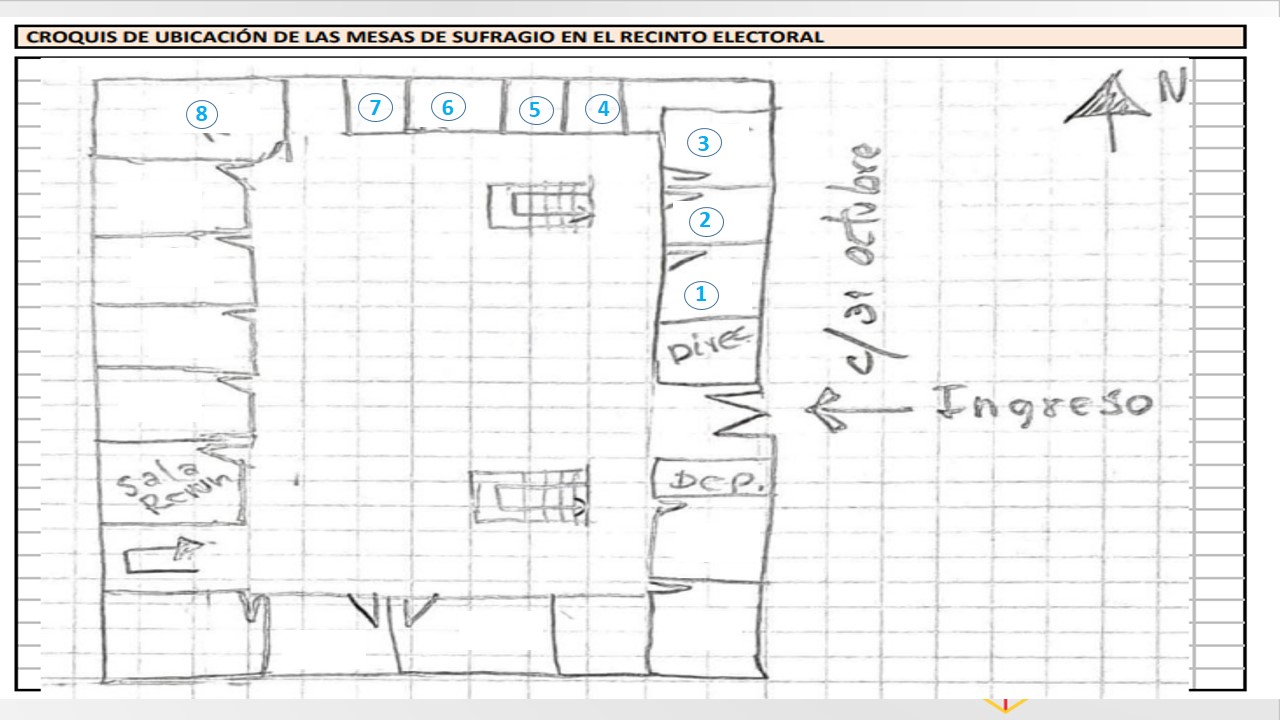 CROQUIS DE UBICACIÓN DE LAS MESAS DE SUFRAGIO EN EL RECINTO ELECTORAL
N
8
7
6
5
4
3
2
1
Direc
c/31 octubre
Ingreso
Sala
Reun
Dep.